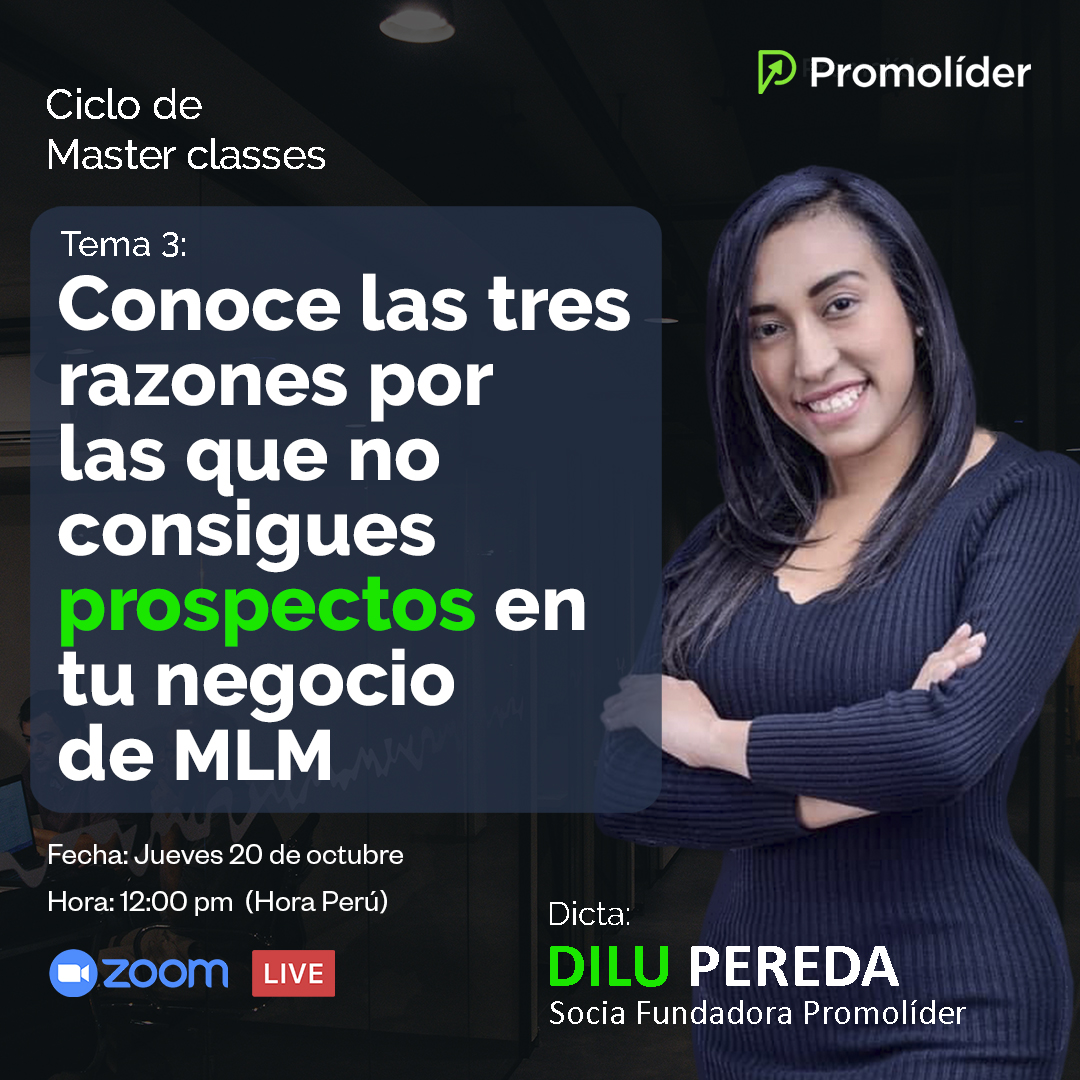 Promolíder
Ciclo de
Master classes
Tema 3:
Conoce las tres
razones por
las que no
consigues
prospectos en
tu negocio
de MLM
Fecha: Jueves 20 de octubre
Hora: 12:00 pm (Hora Perú)
zoom LIVE
Dicta:
DILU PEREDA
Socia Fundadora Promolíder